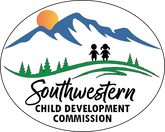 Southwestern
CHILD DEVELOPMENT
COMMISSION